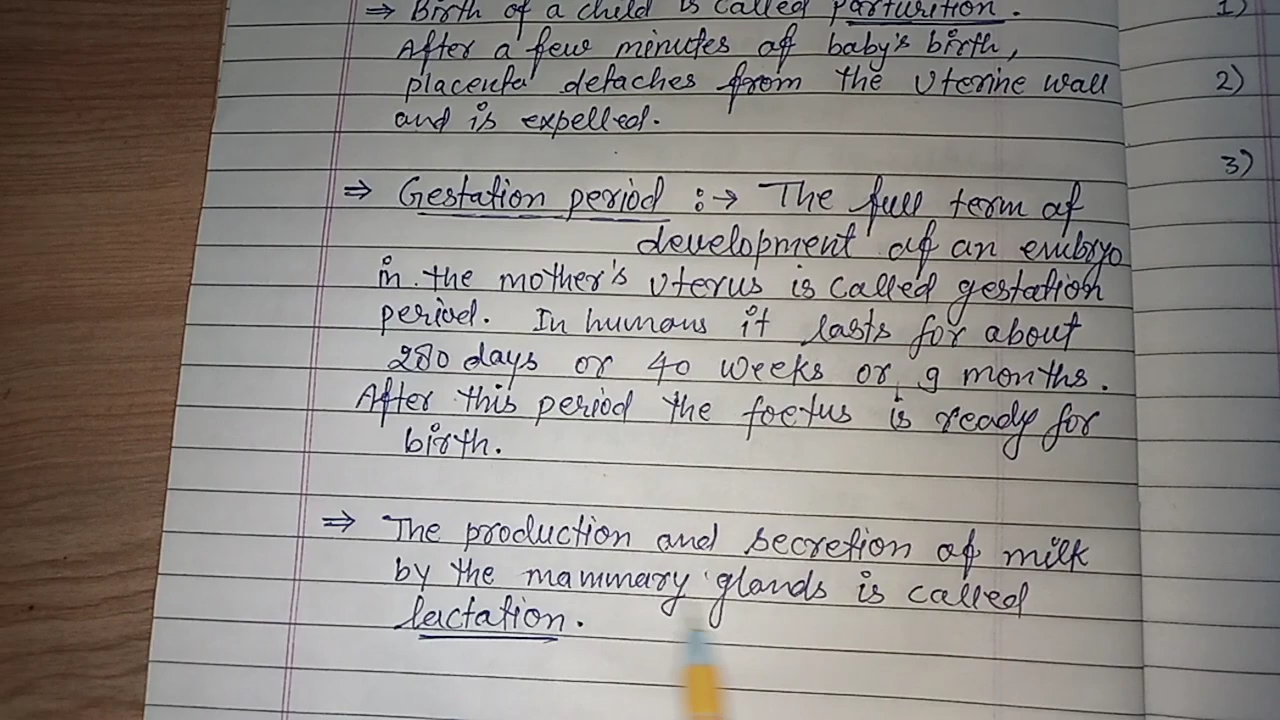 ⇒ Birth of a child is called parturition.
After a few minutes of baby's birth,
placenta detaches from the uterine wall
and is expelled.
⇒ Gestation period :→ The full term of
development of an embryo
in the mother's uterus is called gestation
period. In humans it lasts for about
280 days or 40 weeks or 9 months.
After this period the foetus is ready for
birth.
⇒ The production and secretion of milk
by the mammary glands is called
lactation.
1)
2)
3)